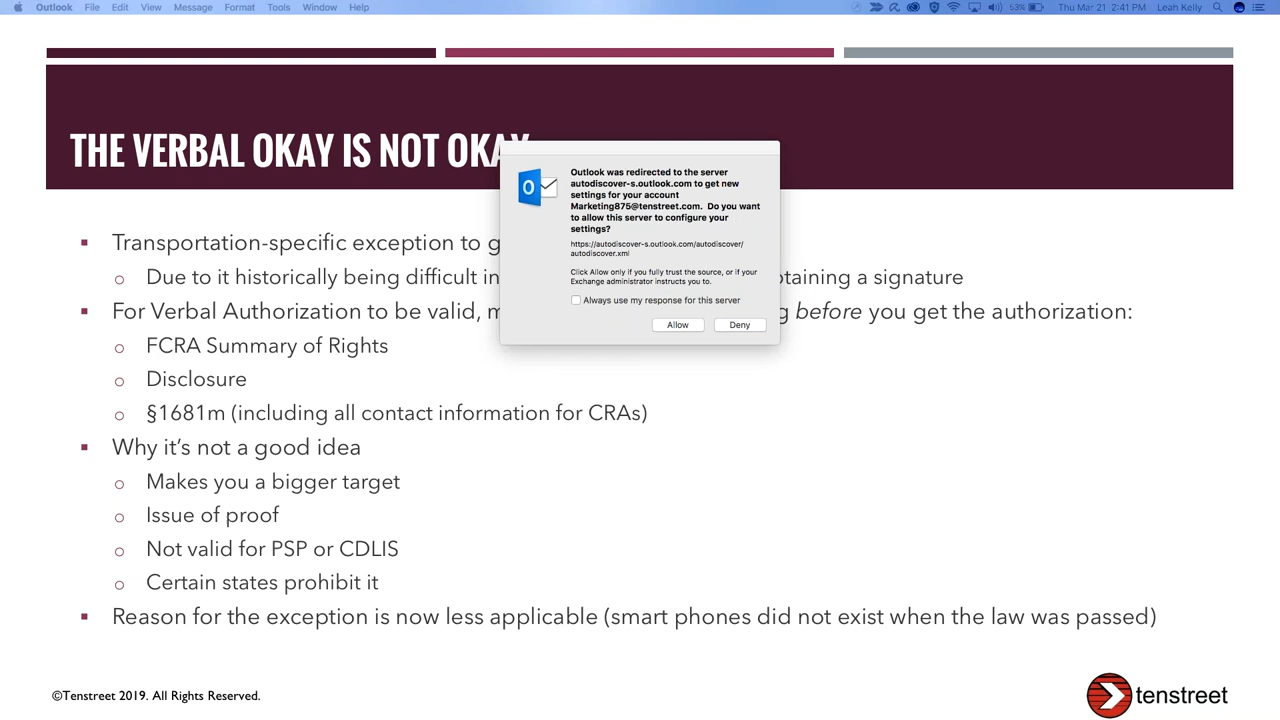 Outlook File Edit View Message Format Tools Window Help 53% Thu Mar 21 2:41 PM Leah Kelly
THE VERBAL OKAY IS NOT OKAY
Outlook was redirected to the server
autodiscover-s.outlook.com to get new
settings for your account
Marketing875@tenstreet.com. Do you want
to allow this server to configure your
settings?
https://autodiscover-s.outlook.com/autodiscover/
autodiscover.xml
Click Allow only if you fully trust the source, or if your
Exchange administrator instructs you to.
Always use my response for this server
Allow Deny
Transportation-specific exception to
Due to it historically being difficult in a signature
For Verbal Authorization to be valid, before you get the authorization:
FCRA Summary of Rights
Disclosure
§1681m (including all contact information for CRAs)
Why it's not a good idea
Makes you a bigger target
Issue of proof
Not valid for PSP or CDLIS
Certain states prohibit it
Reason for the exception is now less applicable (smart phones did not exist when the law was passed)
©Tenstreet 2019. All Rights Reserved.
tenstreet